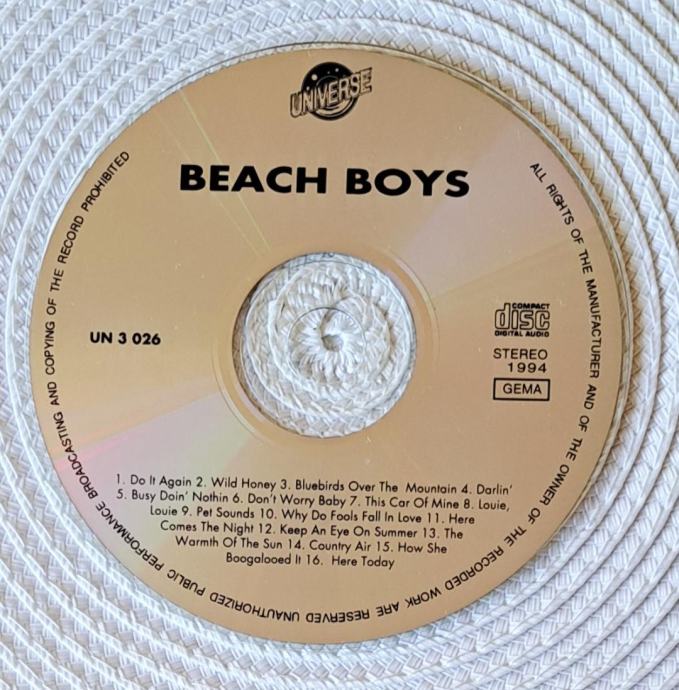 UNIVERSE
BEACH BOYS
UN 3 026
COMPACT
disc
DIGITAL AUDIO
STEREO
1994
GEMA
1. Do It Again 2. Wild Honey 3. Bluebirds Over The Mountain 4. Darlin'
5. Busy Doin' Nothin 6. Don't Worry Baby 7. This Car Of Mine 8. Louie,
Louie 9. Pet Sounds 10. Why Do Fools Fall In Love 11. Here
Comes The Night 12. Keep An Eye On Summer 13. The
Warmth Of The Sun 14. Country Air 15. How She
Boogalooed It 16. Here Today
ALL RIGHTS OF THE MANUFACTURER AND OF THE OWNER OF THE RECORDED WORK ARE RESERVED UNAUTHORIZED PUBLIC PERFORMANCE BROADCASTING AND COPYING OF THE RECORD PROHIBITED